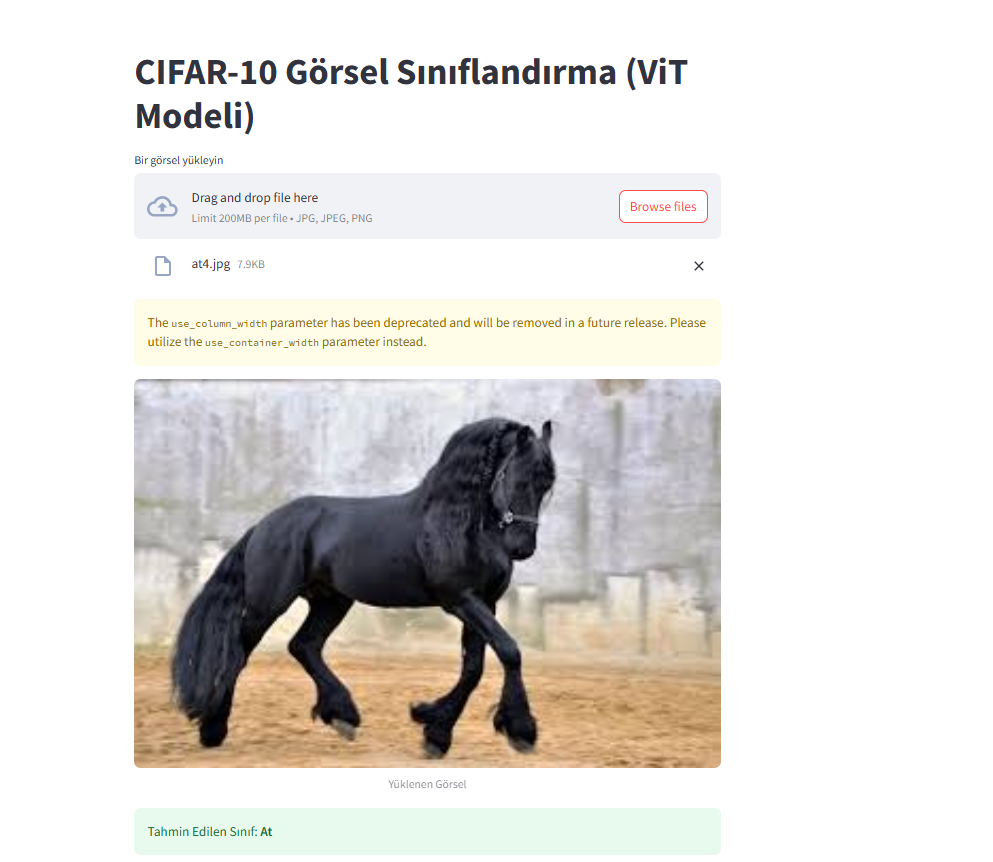 CIFAR-10 Görsel Sınıflandırma (ViT
Modeli)
Bir görsel yükleyin
Drag and drop file here
Limit 200MB per file • JPG, JPEG, PNG
Browse files
at4.jpg 7.9KB
The use_column_width parameter has been deprecated and will be removed in a future release. Please
utilize the use_container_width parameter instead.
Yüklenen Görsel
Tahmin Edilen Sınıf: At